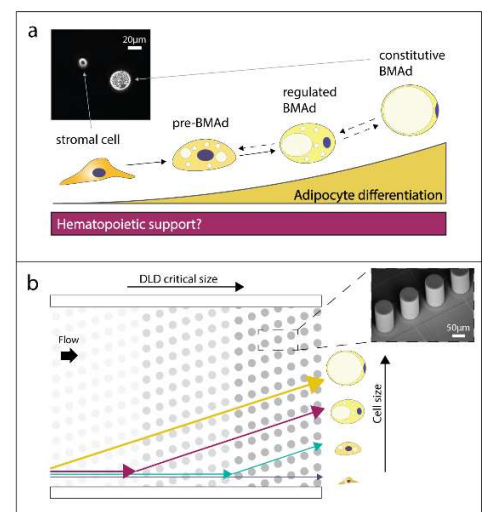 a
20µm
constitutive
BMAd
regulated
BMAd
pre-BMAd
stromal cell
Adipocyte differentiation
Hematopoietic support?
b
DLD critical size
Flow
50µm
Cell size